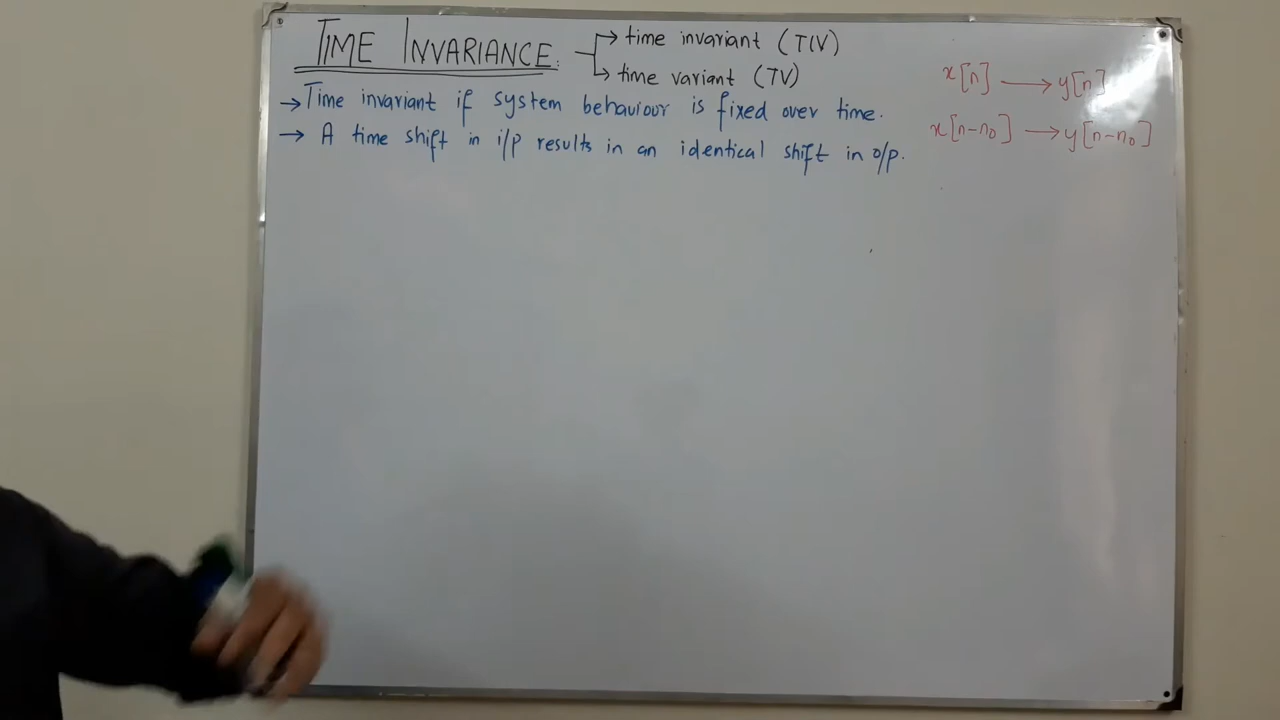 TIME INVARIANCE.
→ time invariant (TIV)
→ time variant (TV)
→ Time invariant if system behaviour is fixed over time.
→ A time shift in i/p results in an identical shift in o/p.
x[n] → y[n]
x[n-n₀] → y[n-n₀]